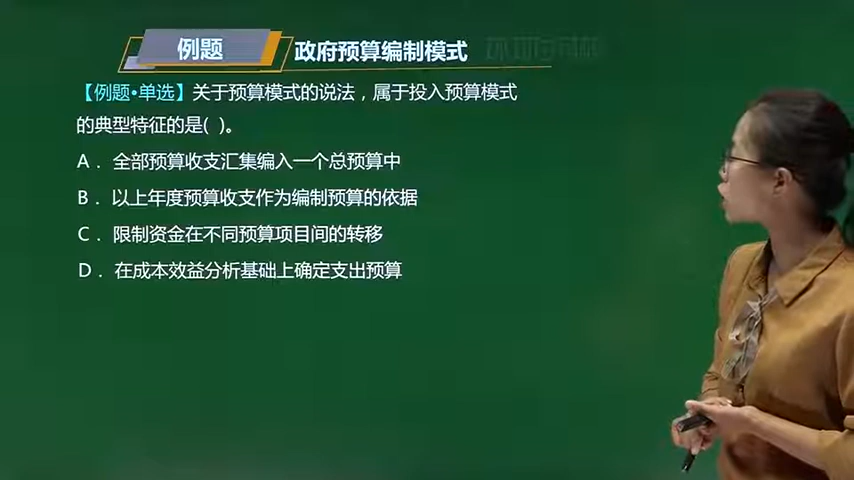 例题
政府预算编制模式
【例题•单选】关于预算模式的说法，属于投入预算模式
的典型特征的是( )。
A． 全部预算收支汇集编入一个总预算中
B． 以上年度预算收支作为编制预算的依据
C． 限制资金在不同预算项目间的转移
D． 在成本效益分析基础上确定支出预算